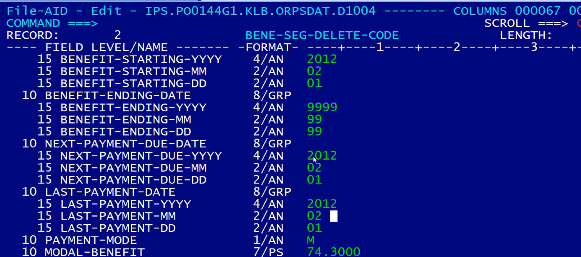 File-AID - Edit - IPS.P00144G1.KLB.ORPSDAT.D1004 -------- COLUMNS 000067 00
COMMAND ===> SCROLL ===>
RECORD: 2 BENE-SEG-DELETE-CODE LENGTH:
---- FIELD LEVEL/NAME ------- -FORMAT- ----+----1----+----2----+----3----+
15 BENEFIT-STARTING-YYYY 4/AN 2012
15 BENEFIT-STARTING-MM 2/AN 02
15 BENEFIT-STARTING-DD 2/AN 01
10 BENEFIT-ENDING-DATE 8/GRP
15 BENEFIT-ENDING-YYYY 4/AN 9999
15 BENEFIT-ENDING-MM 2/AN 99
15 BENEFIT-ENDING-DD 2/AN 99
10 NEXT-PAYMENT-DUE-DATE 8/GRP
15 NEXT-PAYMENT-DUE-YYYY 4/AN 2012
15 NEXT-PAYMENT-DUE-MM 2/AN 02
15 NEXT-PAYMENT-DUE-DD 2/AN 01
10 LAST-PAYMENT-DATE 8/GRP
15 LAST-PAYMENT-YYYY 4/AN 2012
15 LAST-PAYMENT-MM 2/AN 02
15 LAST-PAYMENT-DD 2/AN 01
10 PAYMENT-MODE 1/AN M
10 MODAL-BENEFIT 7/PS 74.3000